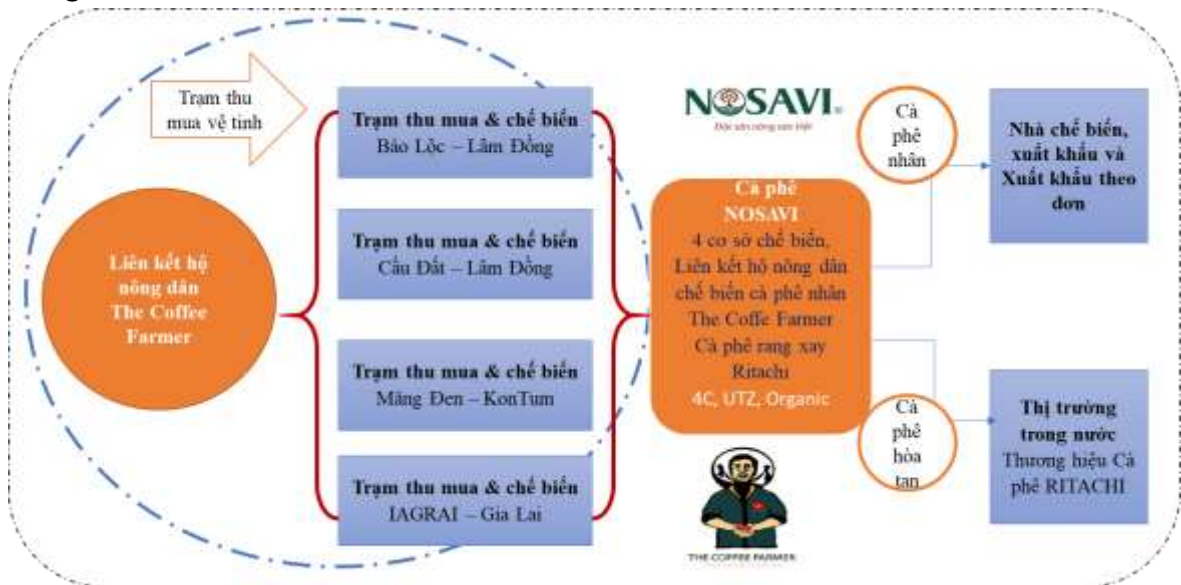 Trạm thu
mua vệ tinh
Liên kết hộ
nông dân
The Coffee
Farmer
Trạm thu mua & chế biến
Bảo Lộc – Lâm Đồng
Trạm thu mua & chế biến
Cầu Đất – Lâm Đồng
Trạm thu mua & chế biến
Măng Đen – KonTum
Trạm thu mua & chế biến
IAGRAI – Gia Lai
NOSAVI®
Đặc sản nông sản Việt
Cà phê
NOSAVI
4 cơ sở chế biến,
Liên kết hộ nông dân
chế biến cà phê nhân
The Coffe Farmer
Cà phê rang xay
Ritachi
4C, UTZ, Organic
THE COFFEE FARMER
Cà
phê
nhân
Nhà chế biến,
xuất khẩu và
Xuất khẩu theo
đơn
Cà
phê
hòa
tan
Thị trường
trong nước
Thương hiệu Cà
phê RITACHI